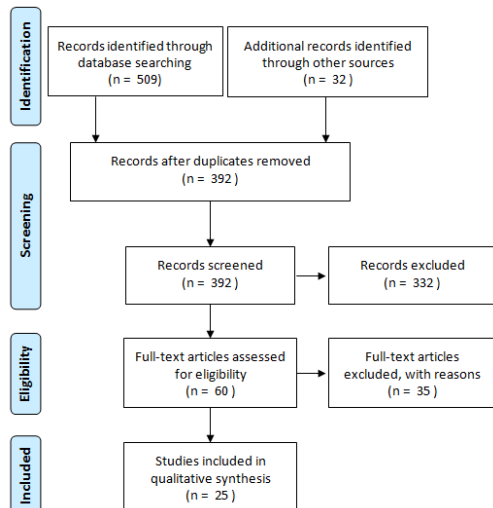 Identification
Records identified through
database searching
(n = 509)
Additional records identified
through other sources
(n = 32)
Screening
Records after duplicates removed
(n = 392)
Records screened
(n = 392)
Records excluded
(n = 332)
Eligibility
Full-text articles assessed
for eligibility
(n = 60)
Full-text articles
excluded, with reasons
(n = 35)
Included
Studies included in
qualitative synthesis
(n = 25)